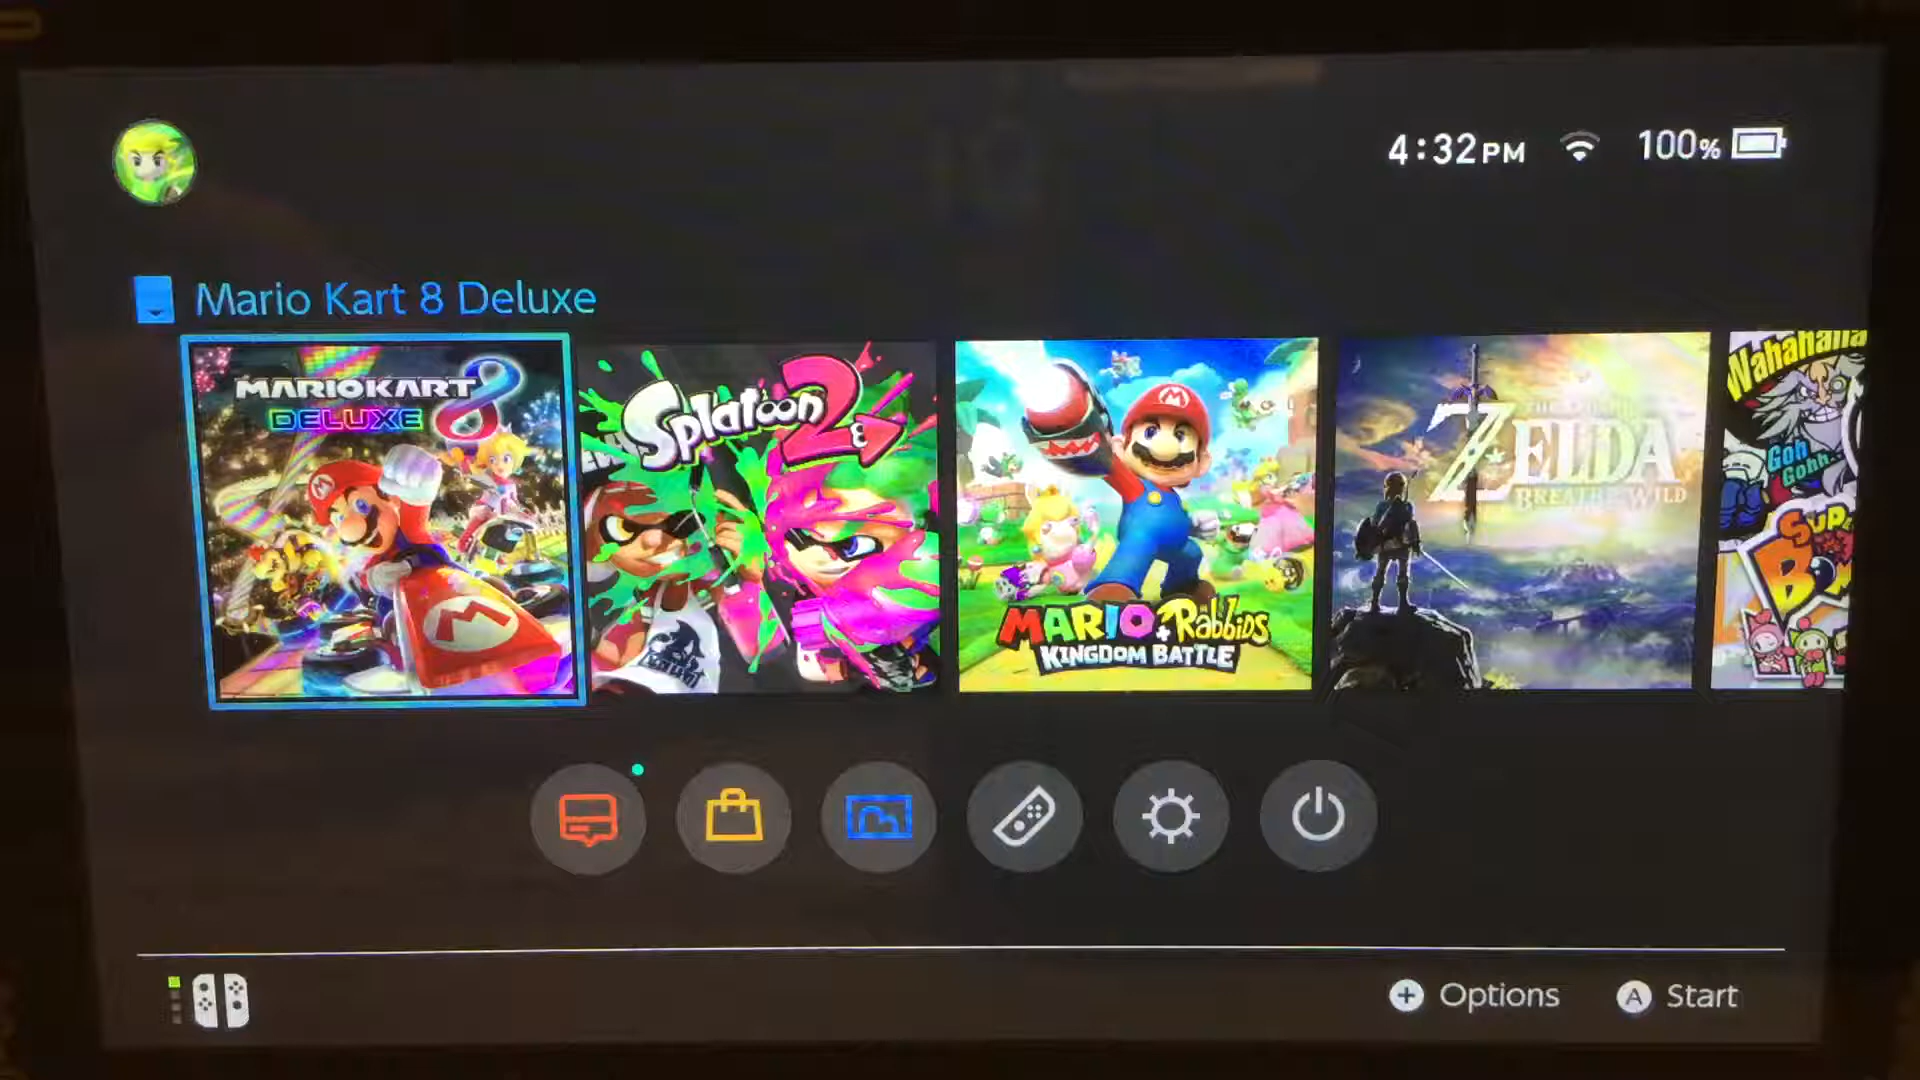 4:32PM 100%
Mario Kart 8 Deluxe
MARIOKART 8
DELUXE
Splatoon 2
MARIO + Rabbids
KINGDOM BATTLE
ZELDA
BREATH WILD
Wahahaha
Goh
Gohh..
SUP
Options
A Start